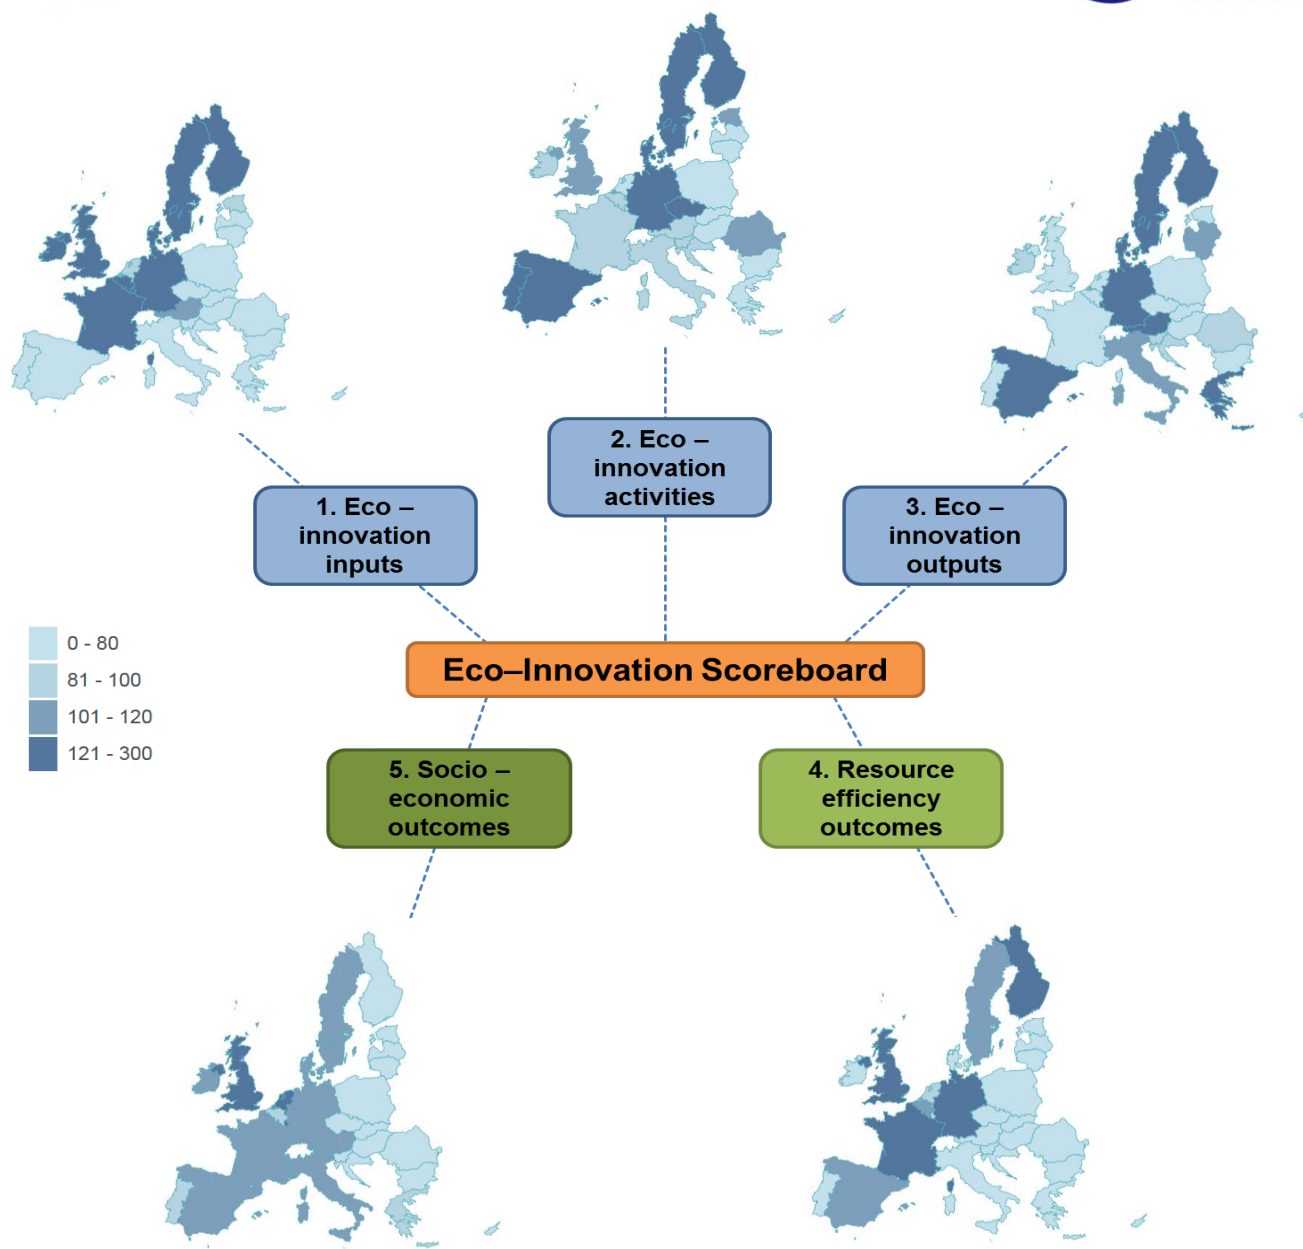 2. Eco –
innovation
activities
1. Eco –
innovation
inputs
3. Eco –
innovation
outputs
0 - 80
81 - 100
101 - 120
121 - 300
Eco–Innovation Scoreboard
5. Socio –
economic
outcomes
4. Resource
efficiency
outcomes